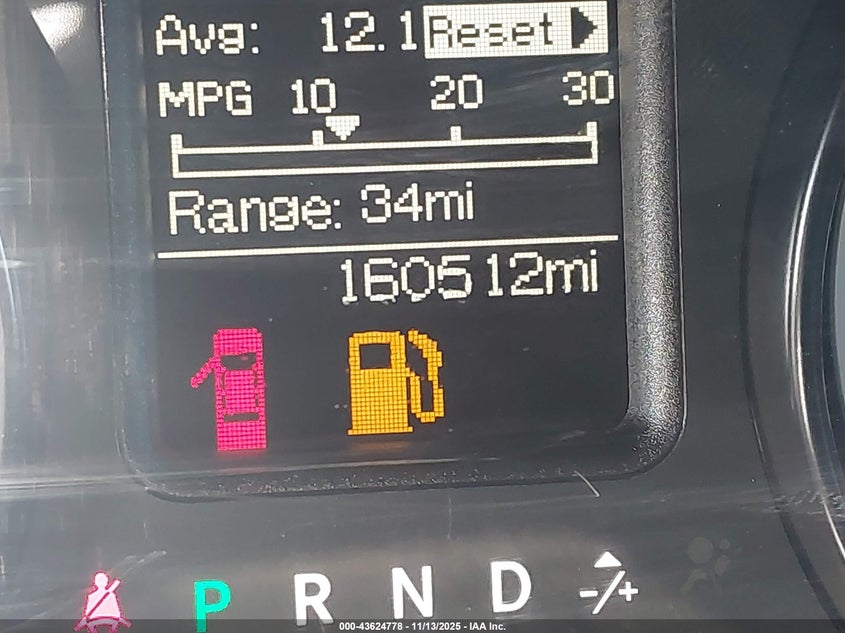 Avg: 12.1 Reset
MPG 10 20 30
Range: 34mi
160512mi
P R N D -/+
000-43624778 - 11/13/2025 - IAA Inc.